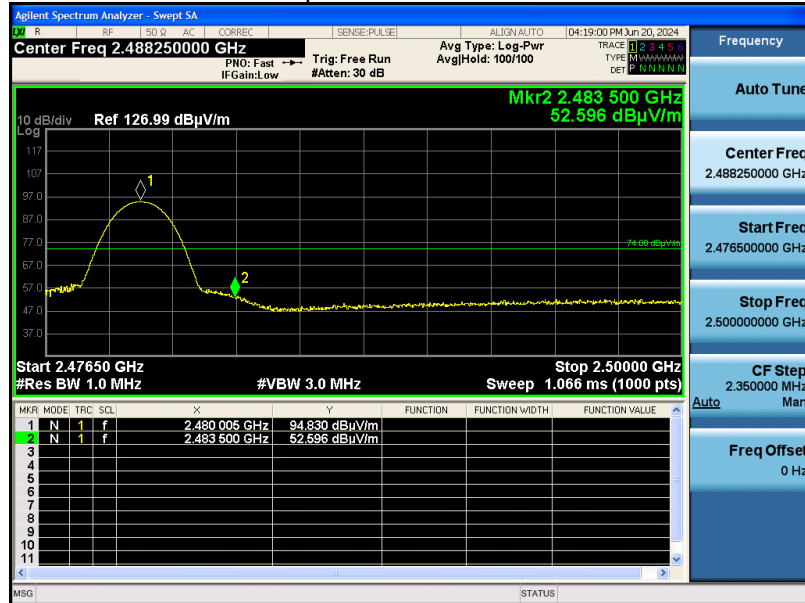 Agilent Spectrum Analyzer - Swept SA
LXI R RF 50 Ω AC CORREC SENSE:PULSE ALIGN AUTO 04:19:00 PM Jun 20, 2024
Center Freq 2.488250000 GHz
PNO: Fast
IFGain:Low
Trig: Free Run
#Atten: 30 dB
Avg Type: Log-Pwr
Avg|Hold: 100/100
TRACE 1 2 3 4 5 6
TYPE M
DET P N N N N N
Mkr2 2.483 500 GHz
52.596 dBµV/m
10 dB/div Ref 126.99 dBµV/m
Log
117
107
97.0
87.0
77.0
67.0
57.0
47.0
37.0
1
2
74.00 dBµV/m
Start 2.47650 GHz Stop 2.50000 GHz
#Res BW 1.0 MHz #VBW 3.0 MHz Sweep 1.066 ms (1000 pts)
MKR MODE TRC SCL X Y FUNCTION FUNCTION WIDTH FUNCTION VALUE
1 N 1 f 2.480 005 GHz 94.830 dBµV/m
2 N 1 f 2.483 500 GHz 52.596 dBµV/m
3
4
5
6
7
8
9
10
11
MSG STATUS
Frequency
Auto Tune
Center Freq
2.488250000 GHz
Start Freq
2.476500000 GHz
Stop Freq
2.500000000 GHz
CF Step
2.350000 MHz
Auto Man
Freq Offset
0 Hz